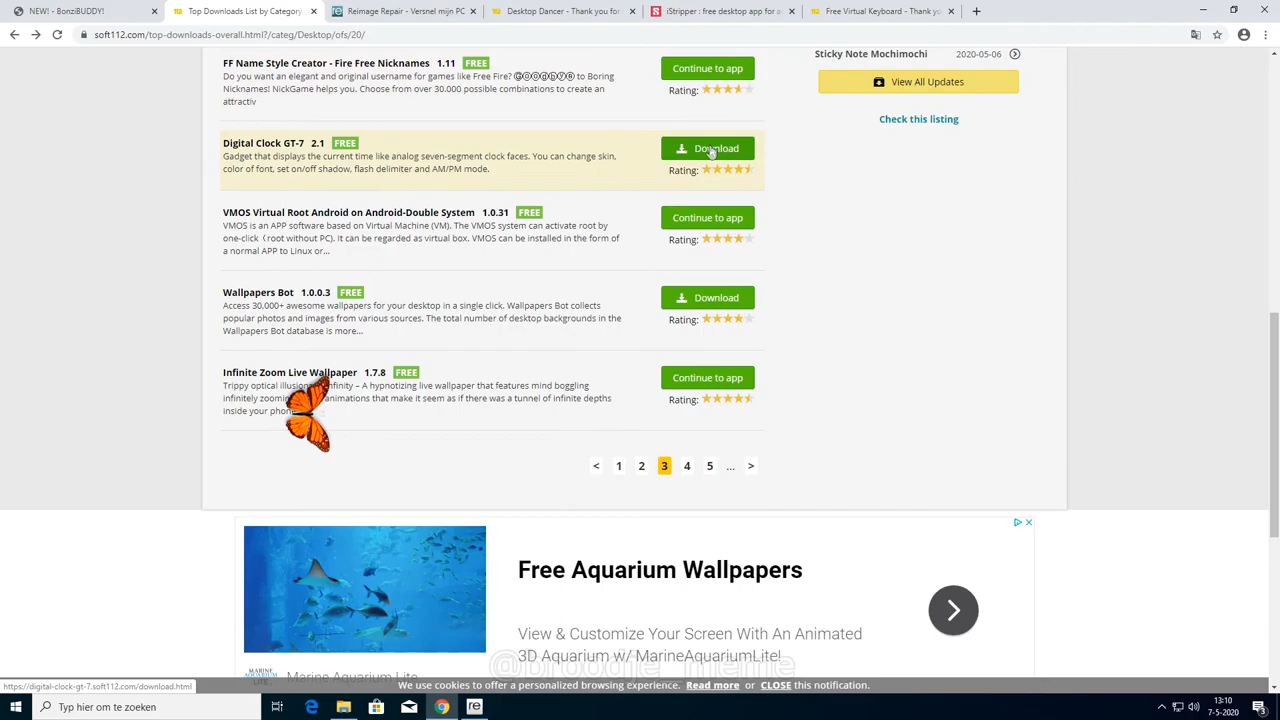 NEW! - BonziBUDDY!
Top Downloads List by Category
Reimage Repair - Versnel mijn PC
Desktop Dancer - Thank you for
iStripper : free desktop app for a
Free Virtual Keyboard - Thank yo
soft112.com/top-downloads-overall.html?/categ/Desktop/ofs/20/
FF Name Style Creator - Fire Free Nicknames 1.11 FREE
Do you want an elegant and original username for games like Free Fire? Ⓖⓞⓞⓓⓑⓨⓔ to Boring
Nicknames! NickGame helps you. Choose from over 30.000 possible combinations to create an
attractiv
Continue to app
Rating:
Sticky Note Mochimochi 2020-05-06
View All Updates
Check this listing
Digital Clock GT-7 2.1 FREE
Gadget that displays the current time like analog seven-segment clock faces. You can change skin,
color of font, set on/off shadow, flash delimiter and AM/PM mode.
Download
Rating:
VMOS Virtual Root Android on Android-Double System 1.0.31 FREE
VMOS is an APP software based on Virtual Machine (VM). The VMOS system can activate root by
one-click（root without PC). It can be regarded as virtual box. VMOS can be installed in the form of
a normal APP to Linux or...
Continue to app
Rating:
Wallpapers Bot 1.0.0.3 FREE
Access 30,000+ awesome wallpapers for your desktop in a single click. Wallpapers Bot collects
popular photos and images from various sources. The total number of desktop backgrounds in the
Wallpapers Bot database is more...
Download
Rating:
Infinite Zoom Live Wallpaper 1.7.8 FREE
Trippy optical illusions infinity – A hypnotizing live wallpaper that features mind boggling
infinitely zoomi animations that make it seem as if there was a tunnel of infinite depths
inside your phone
Continue to app
Rating:
< 1 2 3 4 5 ... >
Free Aquarium Wallpapers
View & Customize Your Screen With An Animated
3D Aquarium w/ MarineAquariumLite!
MARINE AQUARIUM LITE
Marine Aquarium Lite
@proodle_meme
https://digital-clock-gt-7.soft112.com/download.html
We use cookies to offer a personalized browsing experience. Read more or CLOSE this notification.
Typ hier om te zoeken
re
13:10
7-5-2020
3